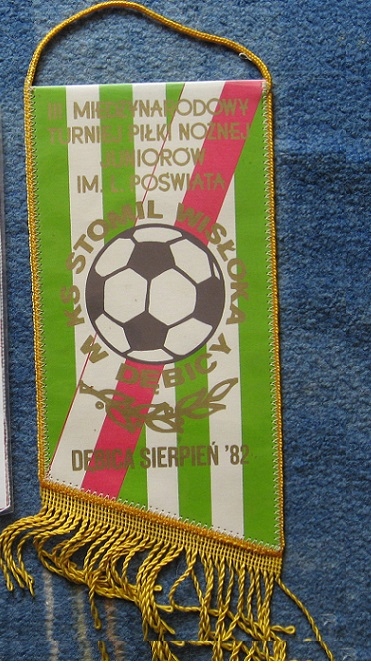 III MIĘDZYNARODOWY
TURNIEJ PIŁKI NOŻNEJ
JUNIORÓW
IM. L. POŚWIATA
KS STOMIL WISŁOKA
W DĘBICY
DĘBICA SIERPIEŃ '82